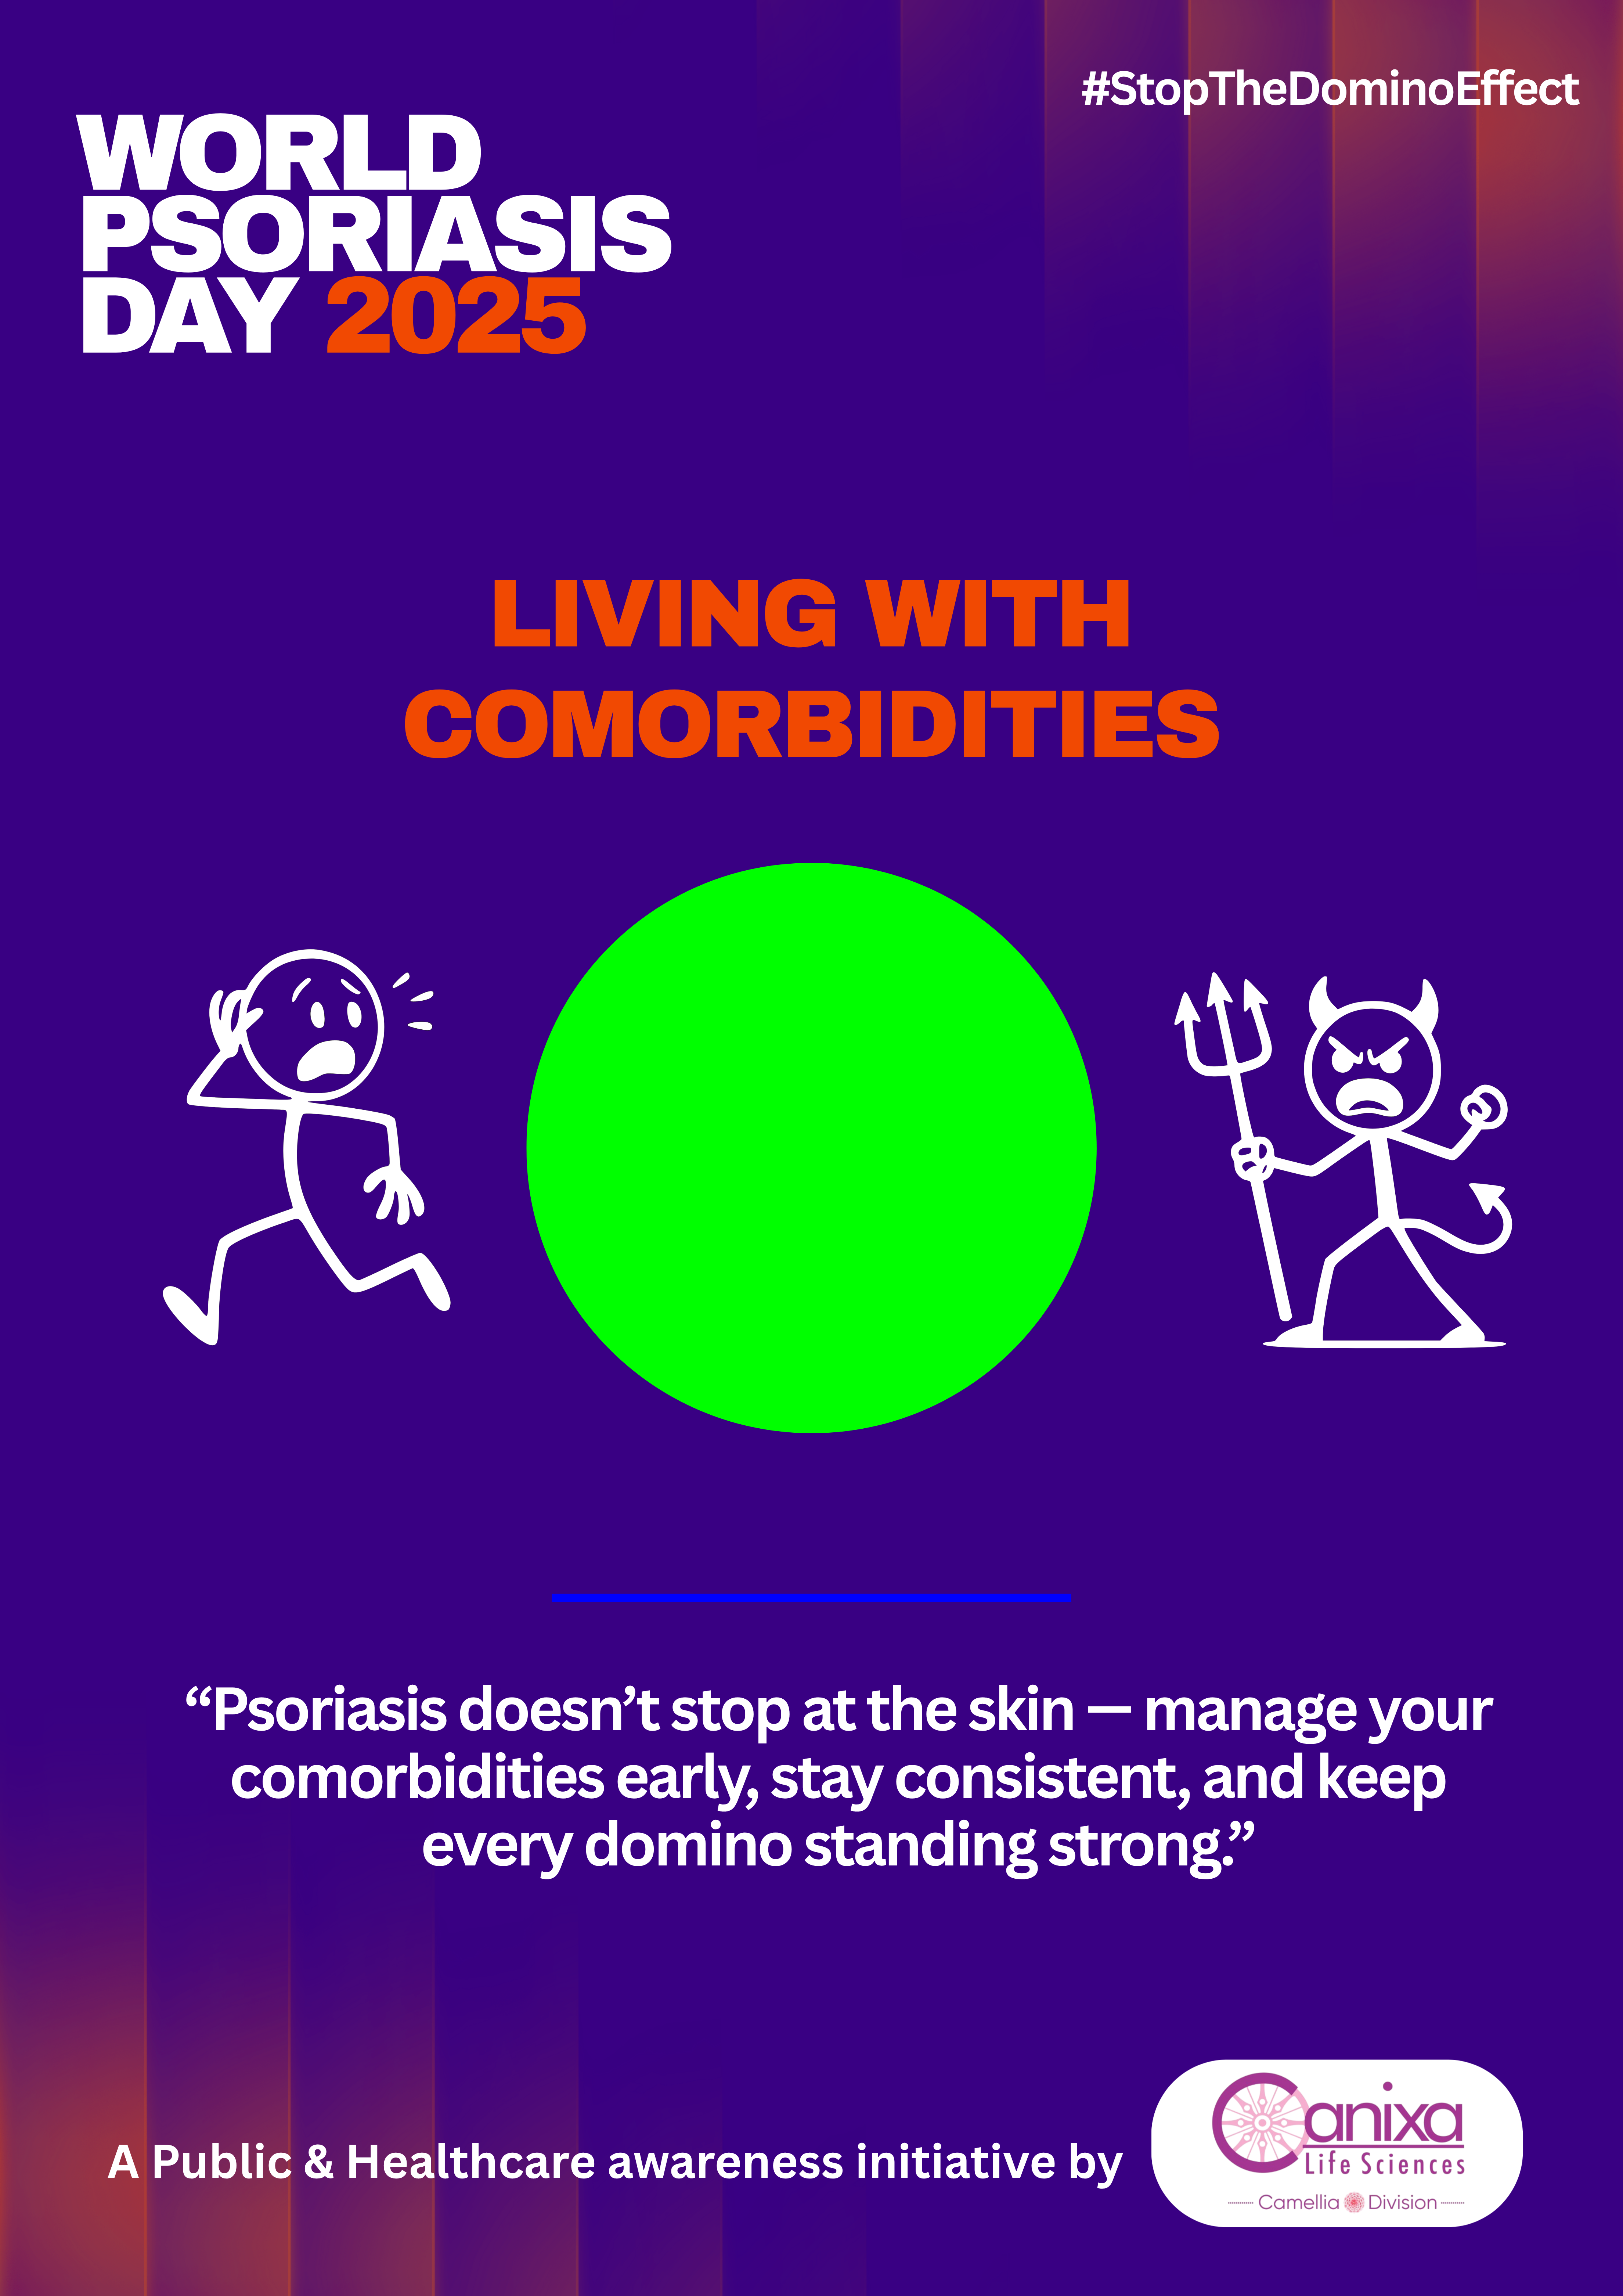 #StopTheDominoEffect
WORLD
PSORIASIS
DAY 2025
LIVING WITH
COMORBIDITIES
“Psoriasis doesn’t stop at the skin — manage your
comorbidities early, stay consistent, and keep
every domino standing strong.”
A Public & Healthcare awareness initiative by
Canixa
Life Sciences
Camellia Division